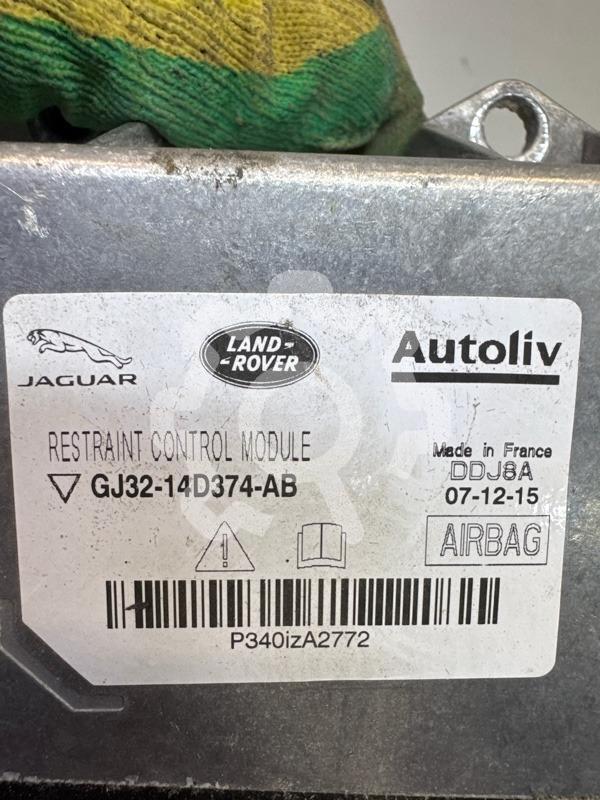 JAGUAR
LAND-
-ROVER
Autoliv
RESTRAINT CONTROL MODULE
Made in France
GJ32-14D374-AB
DDJ8A
07-12-15
AIRBAG
P340izA2772